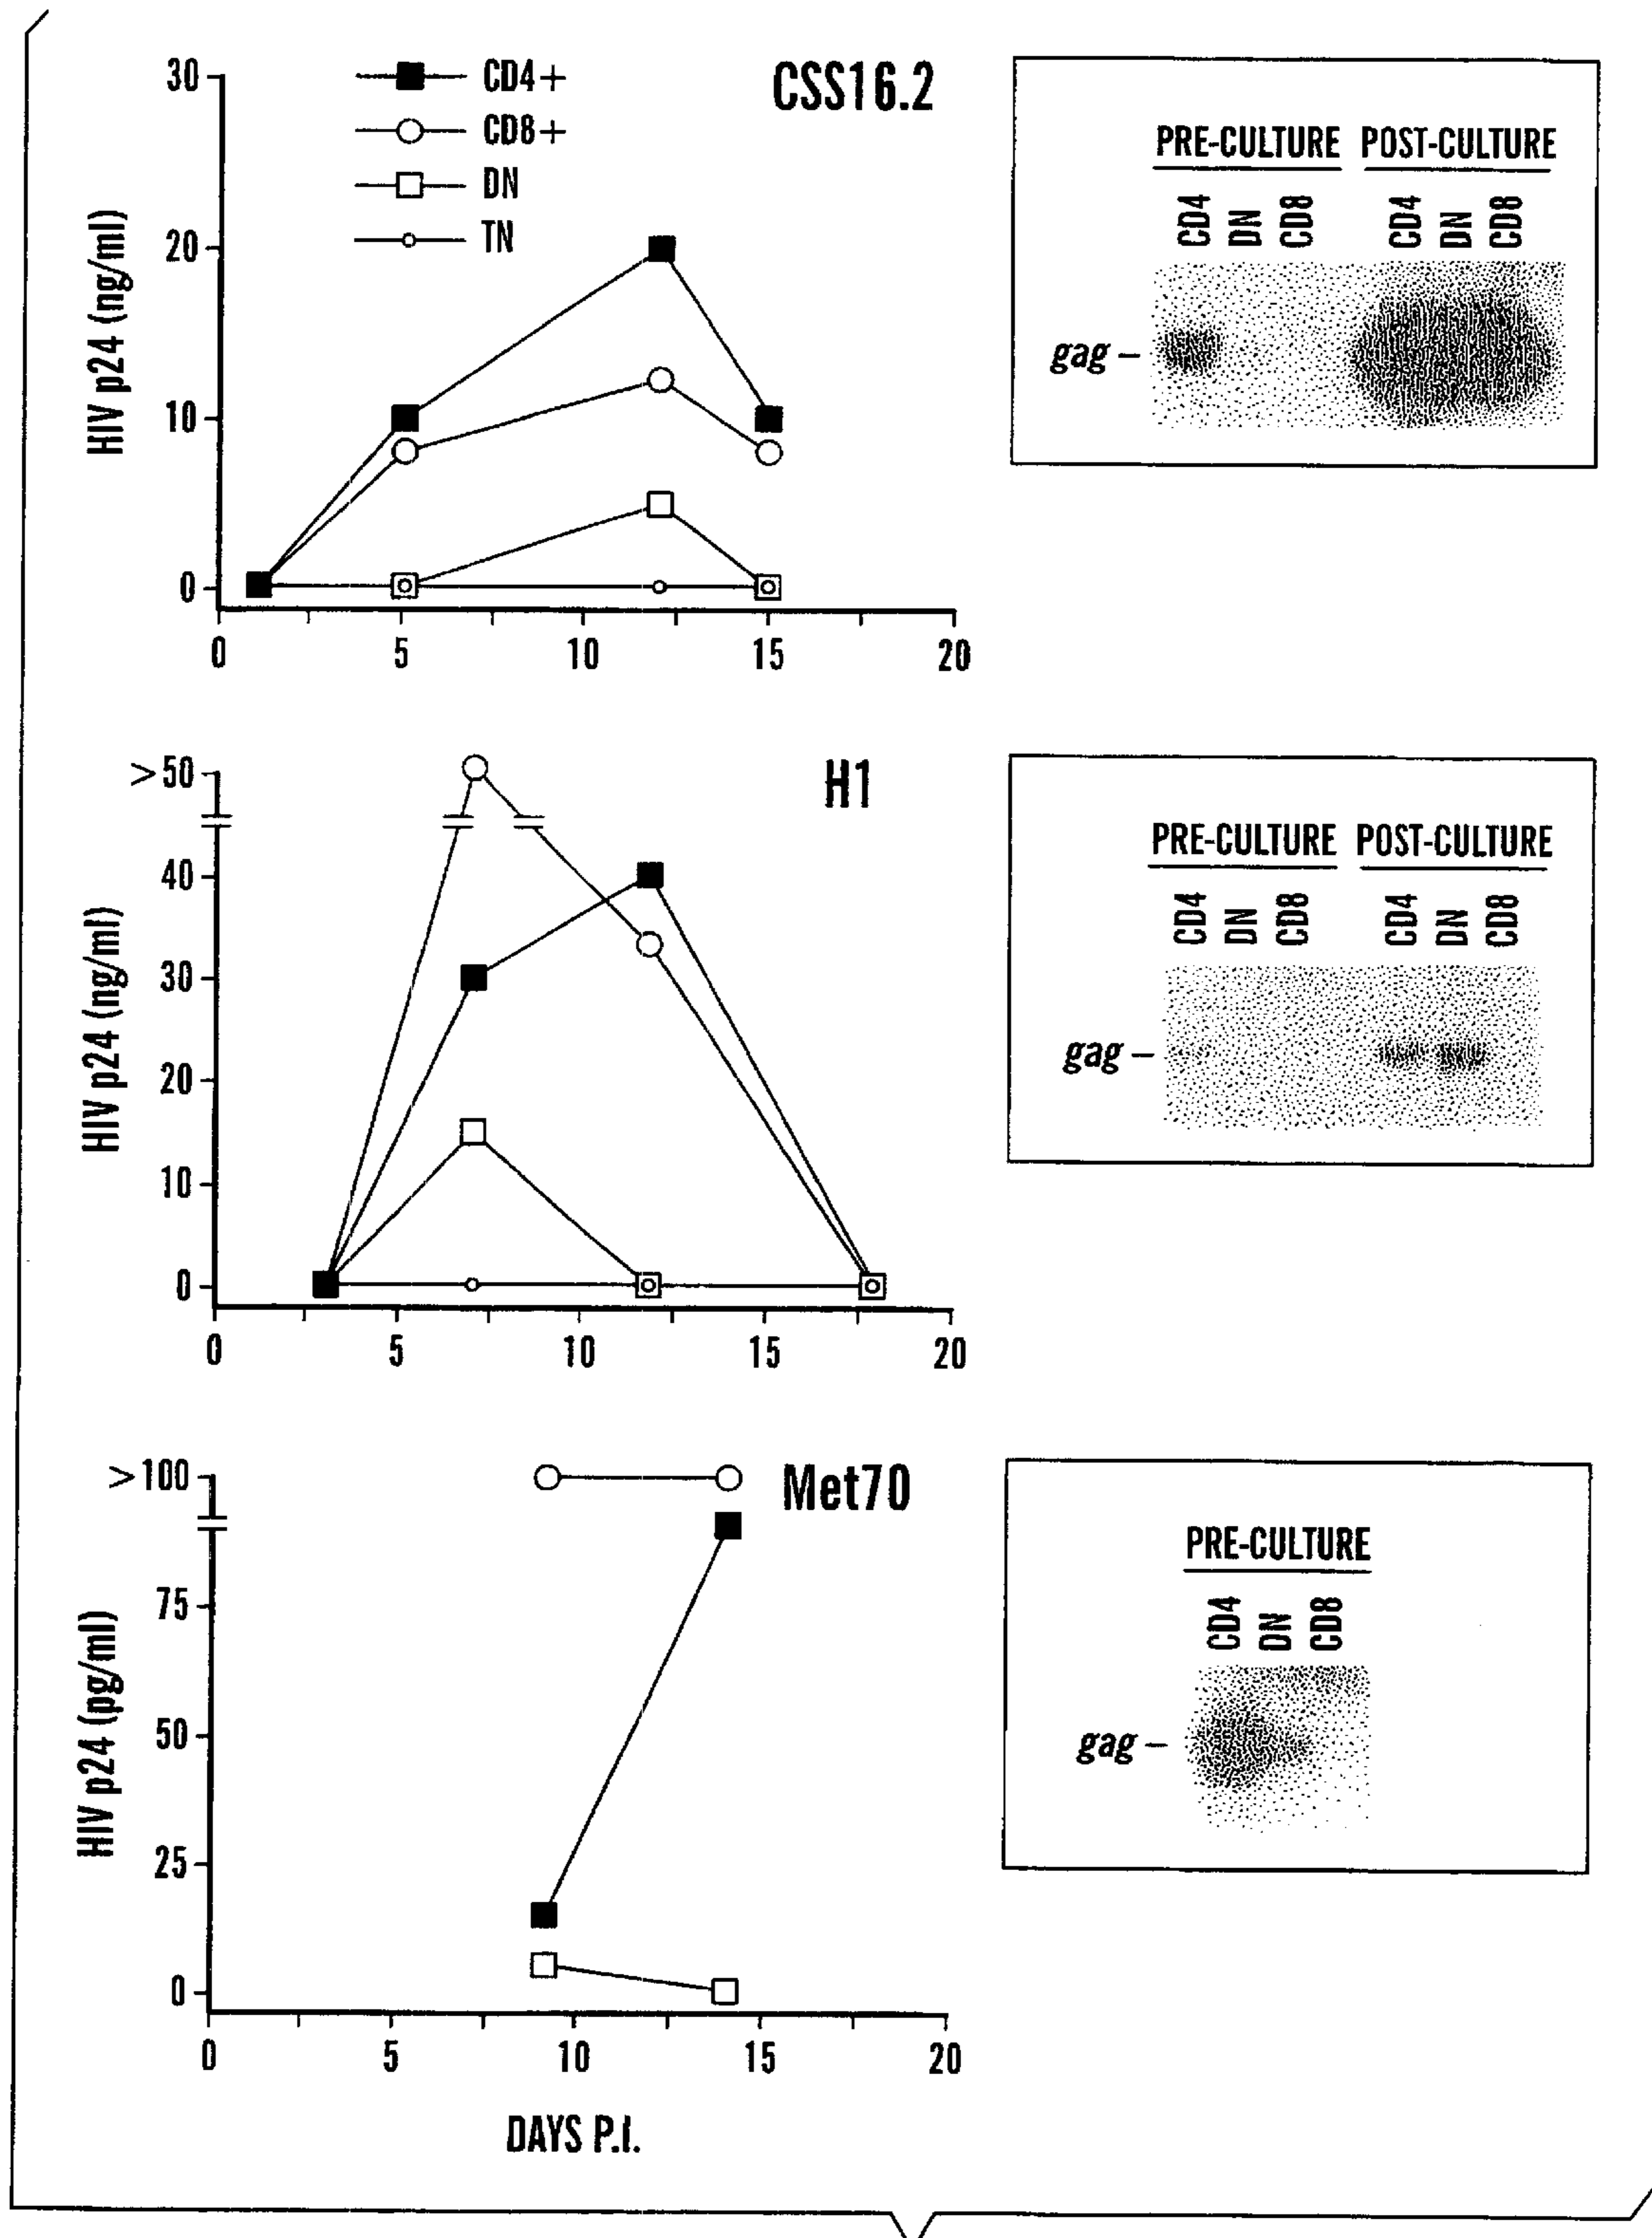 CSS16.2
CD4+
CD8+
DN
TN
HIV p24 (ng/ml)
30
20
10
0
0 5 10 15 20
PRE-CULTURE POST-CULTURE
CD4 DN CD8 CD4 DN CD8
gag –
H1
HIV p24 (ng/ml)
>50
40
30
20
10
0
0 5 10 15 20
PRE-CULTURE POST-CULTURE
CD4 DN CD8 CD4 DN CD8
gag –
Met70
HIV p24 (pg/ml)
>100
75
50
25
0
0 5 10 15 20
DAYS P.I.
PRE-CULTURE
CD4 DN CD8
gag –